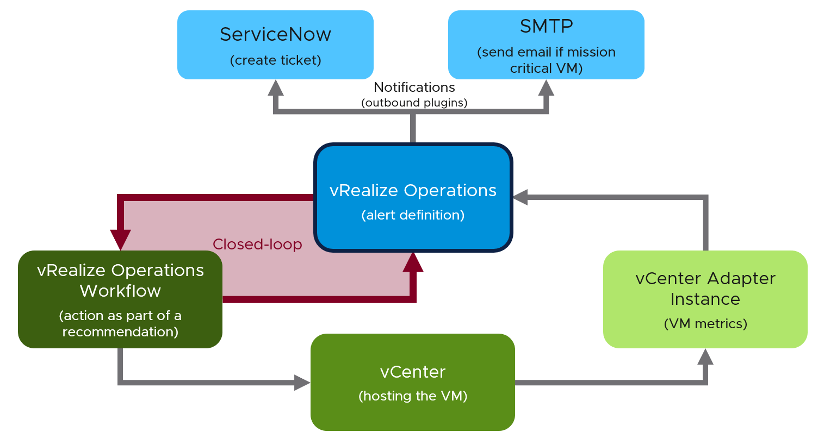 ServiceNow
(create ticket)
SMTP
(send email if mission
critical VM)
Notifications
(outbound plugins)
vRealize Operations
(alert definition)
Closed-loop
vRealize Operations
Workflow
(action as part of a
recommendation)
vCenter Adapter
Instance
(VM metrics)
vCenter
(hosting the VM)